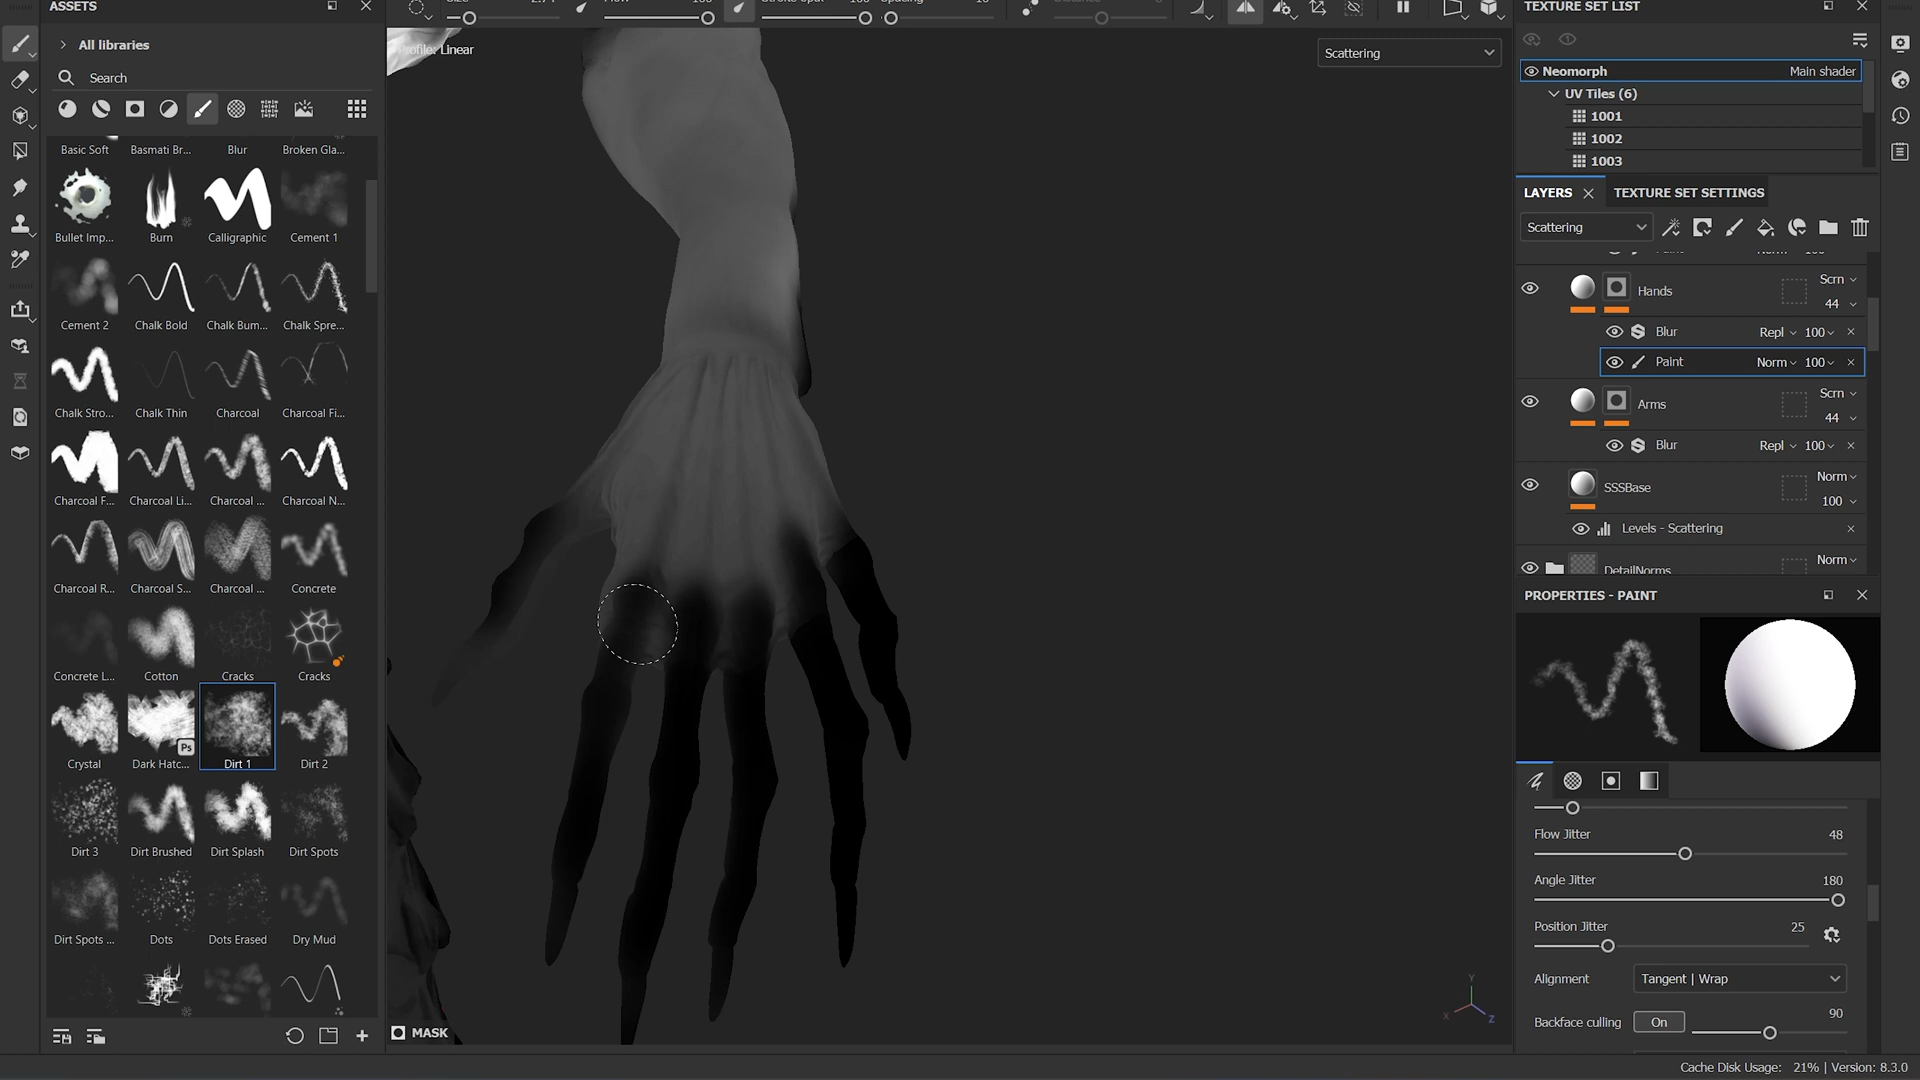 ASSETS
All libraries
Search
Basic Soft
Basmati Br...
Blur
Broken Gla...
Bullet Imp...
Burn
Calligraphic
Cement 1
Cement 2
Chalk Bold
Chalk Bum...
Chalk Spre...
Chalk Stro...
Chalk Thin
Charcoal
Charcoal Fi...
Charcoal F...
Charcoal Li...
Charcoal ...
Charcoal N...
Charcoal R...
Charcoal S...
Charcoal ...
Concrete
Concrete L...
Cotton
Cracks
Cracks
Ps
Crystal
Dark Hatc...
Dirt 1
Dirt 2
Dirt 3
Dirt Brushed
Dirt Splash
Dirt Spots
Dirt Spots ...
Dots
Dots Erased
Dry Mud
Profile: Linear
Scattering
MASK
Y
X
Z
TEXTURE SET LIST
Neomorph
Main shader
UV Tiles (6)
1001
1002
1003
LAYERS
TEXTURE SET SETTINGS
Scattering
Hands
Scrn
44
Blur
Repl
100
Paint
Norm
100
Arms
Scrn
44
Blur
Repl
100
SSSBase
Norm
100
Levels - Scattering
DetailNorms
Norm
PROPERTIES - PAINT
Flow Jitter
48
Angle Jitter
180
Position Jitter
25
Alignment
Tangent | Wrap
Backface culling
On
90
Cache Disk Usage: 21% | Version: 8.3.0